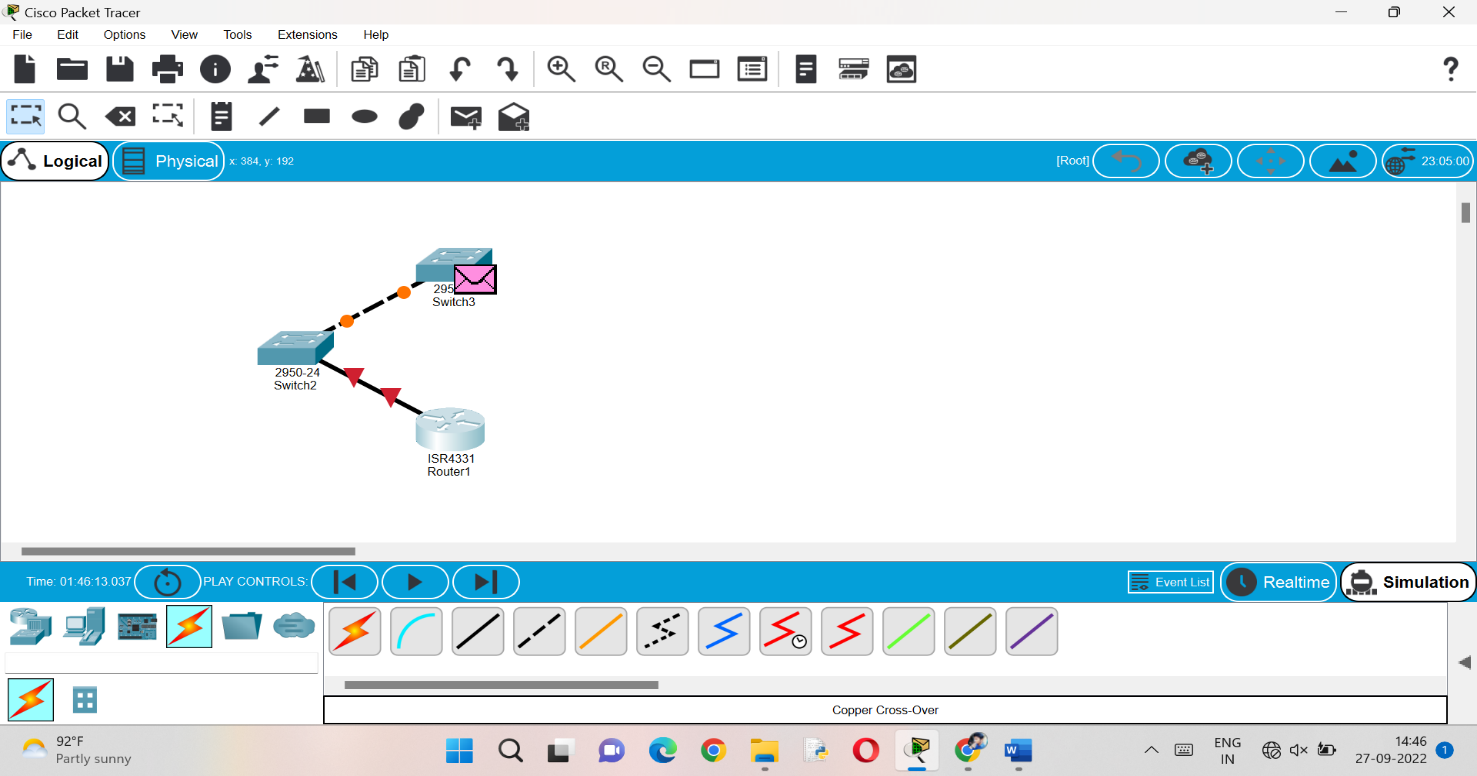 Cisco Packet Tracer
File Edit Options View Tools Extensions Help
R
?
Logical Physical x: 384, y: 192 [Root] 23:05:00
295
Switch3
2950-24
Switch2
ISR4331
Router1
Time: 01:46:13.037 PLAY CONTROLS: Event List Realtime Simulation
Copper Cross-Over
92°F
Partly sunny
ENG
IN
14:46
27-09-2022
1